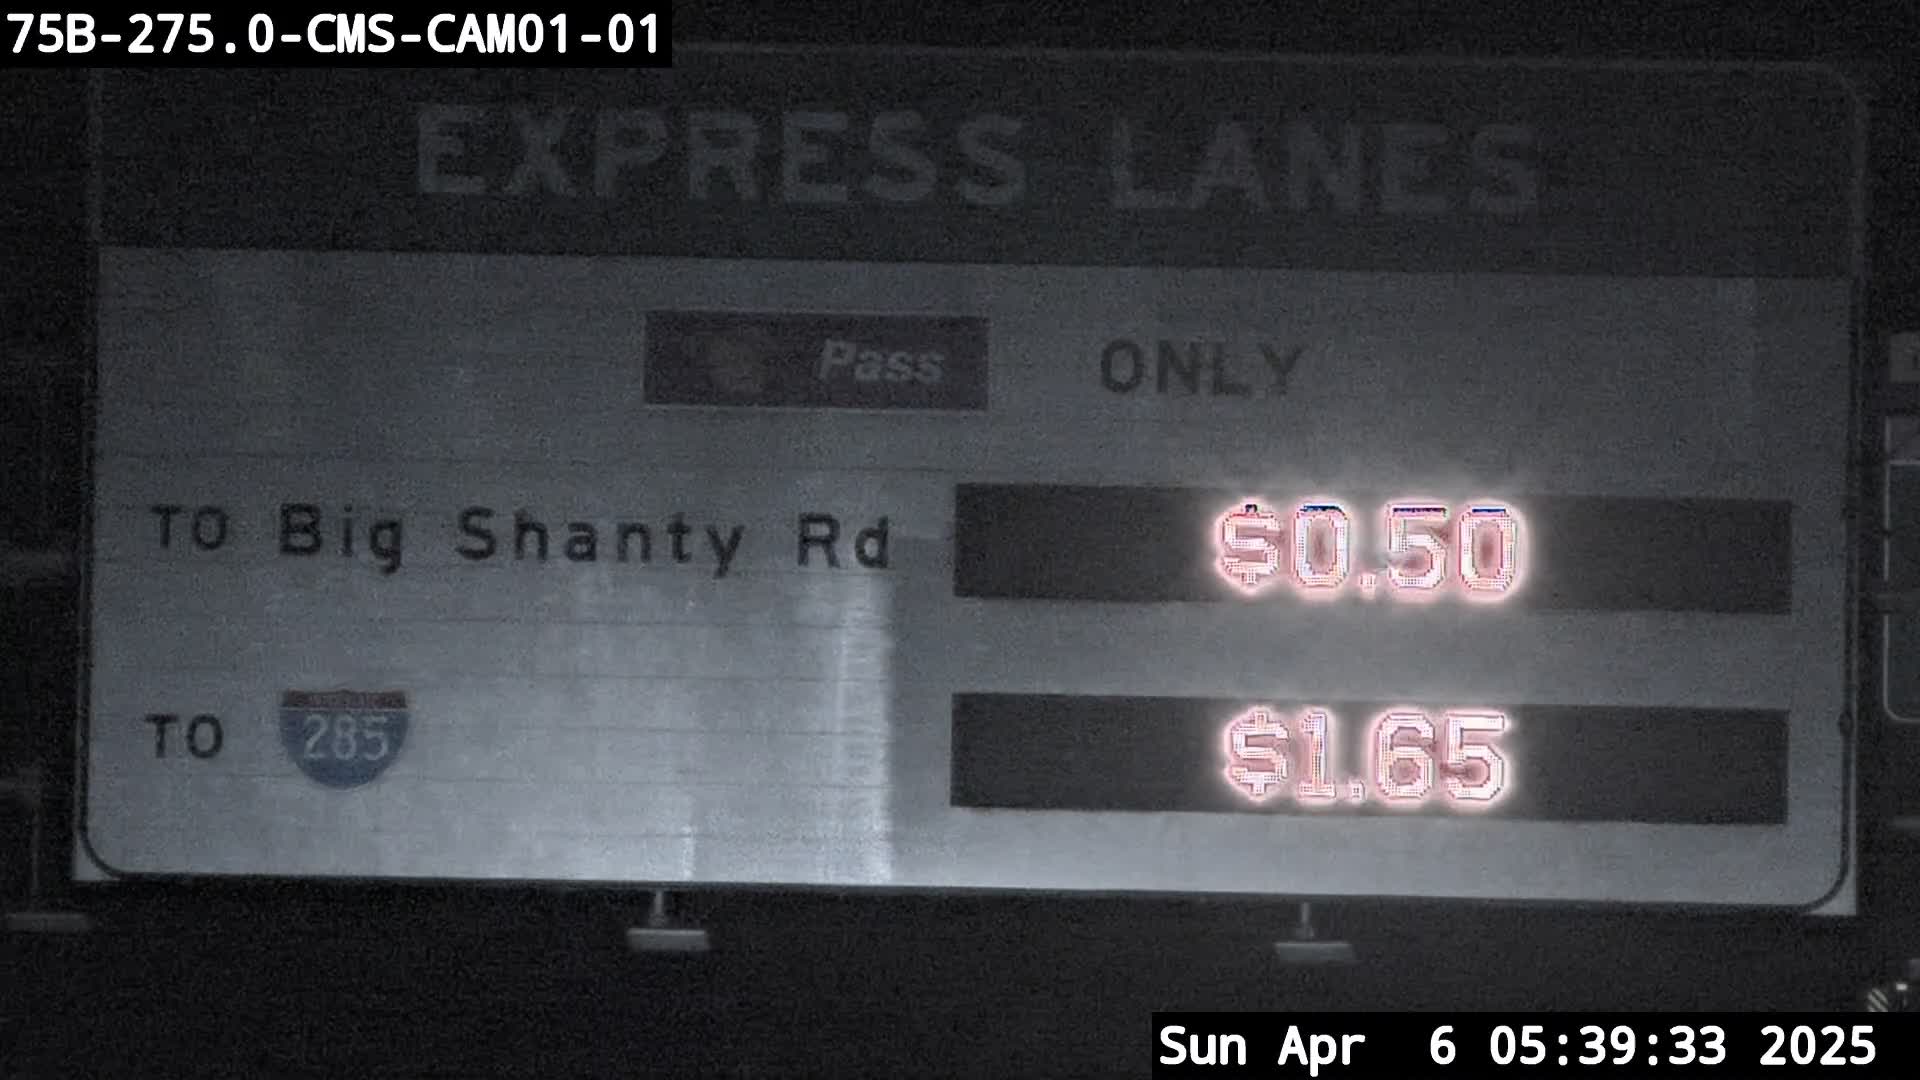 75B-275.0-CMS-CAM01-01
EXPRESS LANES
Pass ONLY
TO Big Shanty Rd $0.50
TO 285 $1.65
Sun Apr 6 05:39:33 2025